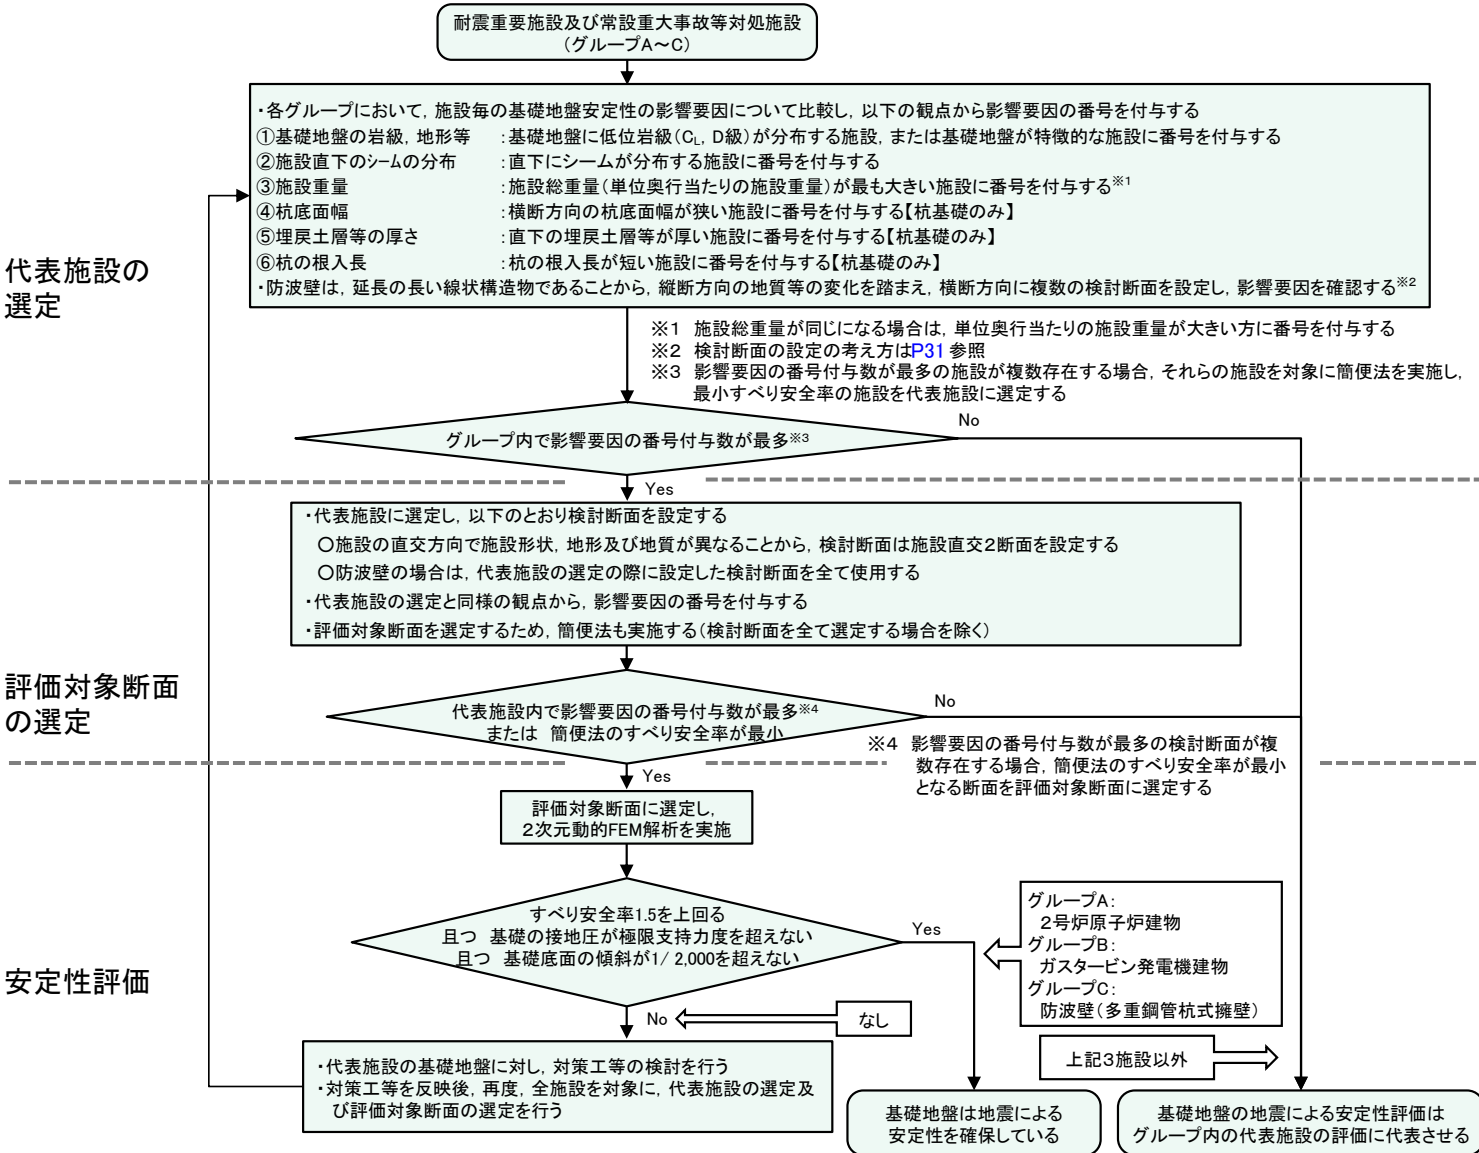 耐震重要施設及び常設重大事故等対処施設
(グループA～C)
・各グループにおいて，施設毎の基礎地盤安定性の影響要因について比較し，以下の観点から影響要因の番号を付与する
①基礎地盤の岩級，地形等　：基礎地盤に低位岩級(CL，D級)が分布する施設，または基礎地盤が特徴的な施設に番号を付与する
②施設直下のシームの分布　：直下にシームが分布する施設に番号を付与する
③施設重量　：施設総重量(単位奥行当たりの施設重量)が最も大きい施設に番号を付与する※1
④杭底面幅　：横断方向の杭底面幅が狭い施設に番号を付与する【杭基礎のみ】
⑤埋戻土層等の厚さ　：直下の埋戻土層等が厚い施設に番号を付与する【杭基礎のみ】
⑥杭の根入長　：杭の根入長が短い施設に番号を付与する【杭基礎のみ】
・防波壁は，延長の長い線状構造物であることから，縦断方向の地質等の変化を踏まえ，横断方向に複数の検討断面を設定し，影響要因を確認する※2
代表施設の
選定
※1　施設総重量が同じになる場合は，単位奥行当たりの施設重量が大きい方に番号を付与する
※2　検討断面の設定の考え方はP31 参照
※3　影響要因の番号付与数が最多の施設が複数存在する場合，それらの施設を対象に簡便法を実施し，
最小すべり安全率の施設を代表施設に選定する
グループ内で影響要因の番号付与数が最多※3
No
Yes
・代表施設に選定し，以下のとおり検討断面を設定する
○施設の直交方向で施設形状，地形及び地質が異なることから，検討断面は施設直交2断面を設定する
○防波壁の場合は，代表施設の選定の際に設定した検討断面を全て使用する
・代表施設の選定と同様の観点から，影響要因の番号を付与する
・評価対象断面を選定するため，簡便法も実施する(検討断面を全て選定する場合を除く)
評価対象断面
の選定
代表施設内で影響要因の番号付与数が最多※4
または　簡便法のすべり安全率が最小
No
※4　影響要因の番号付与数が最多の検討断面が複
数存在する場合，簡便法のすべり安全率が最小
となる断面を評価対象断面に選定する
Yes
評価対象断面に選定し，
2次元動的FEM解析を実施
すべり安全率1.5を上回る
且つ　基礎の接地圧が極限支持力度を超えない
且つ　基礎底面の傾斜が1/ 2,000を超えない
Yes
グループA：
2号炉原子炉建物
グループB：
ガスタービン発電機建物
グループC：
防波壁(多重鋼管杭式擁壁)
安定性評価
No
なし
上記3施設以外
・代表施設の基礎地盤に対し，対策工等の検討を行う
・対策工等を反映後，再度，全施設を対象に，代表施設の選定及
び評価対象断面の選定を行う
基礎地盤は地震による
安定性を確保している
基礎地盤の地震による安定性評価は
グループ内の代表施設の評価に代表させる